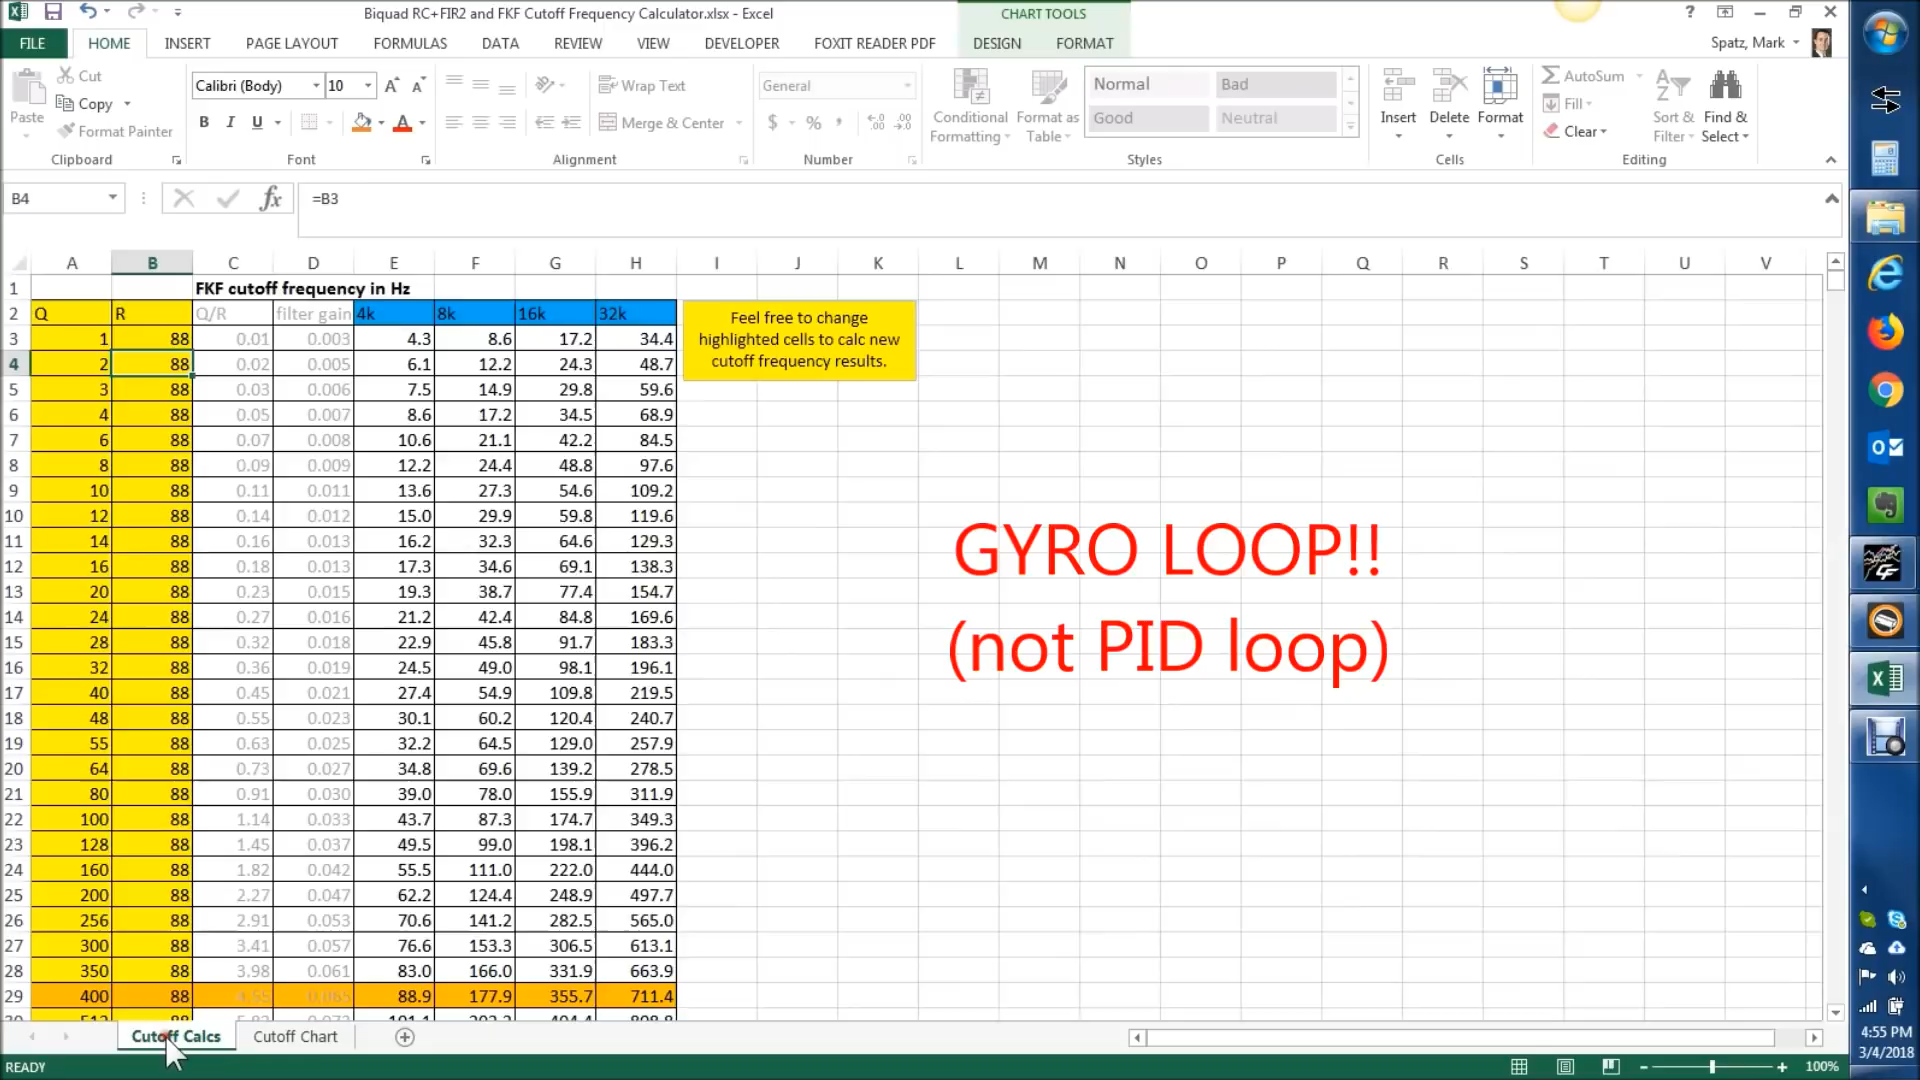 Biquad RC+FIR2 and FKF Cutoff Frequency Calculator.xlsx - Excel
CHART TOOLS
FILE HOME INSERT PAGE LAYOUT FORMULAS DATA REVIEW VIEW DEVELOPER FOXIT READER PDF DESIGN FORMAT
Spatz, Mark
Paste
Cut
Copy
Format Painter
Clipboard
Calibri (Body) 10
B I U
Font
Wrap Text
Merge & Center
Alignment
General
$ % ,
Number
Conditional Formatting
Format as Table
Normal Bad
Good Neutral
Styles
Insert Delete Format
Cells
AutoSum
Fill
Clear
Sort & Filter
Find & Select
Editing
B4 fx =B3
A B C D E F G H I J K L M N O P Q R S T U V
1 FKF cutoff frequency in Hz
2 Q R Q/R filter gain 4k 8k 16k 32k
3 1 88 0.01 0.003 4.3 8.6 17.2 34.4
4 2 88 0.02 0.005 6.1 12.2 24.3 48.7
5 3 88 0.03 0.006 7.5 14.9 29.8 59.6
6 4 88 0.05 0.007 8.6 17.2 34.5 68.9
7 6 88 0.07 0.008 10.6 21.1 42.2 84.5
8 8 88 0.09 0.009 12.2 24.4 48.8 97.6
9 10 88 0.11 0.011 13.6 27.3 54.6 109.2
10 12 88 0.14 0.012 15.0 29.9 59.8 119.6
11 14 88 0.16 0.013 16.2 32.3 64.6 129.3
12 16 88 0.18 0.013 17.3 34.6 69.1 138.3
13 20 88 0.23 0.015 19.3 38.7 77.4 154.7
14 24 88 0.27 0.016 21.2 42.4 84.8 169.6
15 28 88 0.32 0.018 22.9 45.8 91.7 183.3
16 32 88 0.36 0.019 24.5 49.0 98.1 196.1
17 40 88 0.45 0.021 27.4 54.9 109.8 219.5
18 48 88 0.55 0.023 30.1 60.2 120.4 240.7
19 55 88 0.63 0.025 32.2 64.5 129.0 257.9
20 64 88 0.73 0.027 34.8 69.6 139.2 278.5
21 80 88 0.91 0.030 39.0 78.0 155.9 311.9
22 100 88 1.14 0.033 43.7 87.3 174.7 349.3
23 128 88 1.45 0.037 49.5 99.0 198.1 396.2
24 160 88 1.82 0.042 55.5 111.0 222.0 444.0
25 200 88 2.27 0.047 62.2 124.4 248.9 497.7
26 256 88 2.91 0.053 70.6 141.2 282.5 565.0
27 300 88 3.41 0.057 76.6 153.3 306.5 613.1
28 350 88 3.98 0.061 83.0 166.0 331.9 663.9
29 400 88 4.55 0.065 88.9 177.9 355.7 711.4
Feel free to change
highlighted cells to calc new
cutoff frequency results.
GYRO LOOP!!
(not PID loop)
Cutoff Calcs Cutoff Chart
READY
100%
4:55 PM
3/4/2018